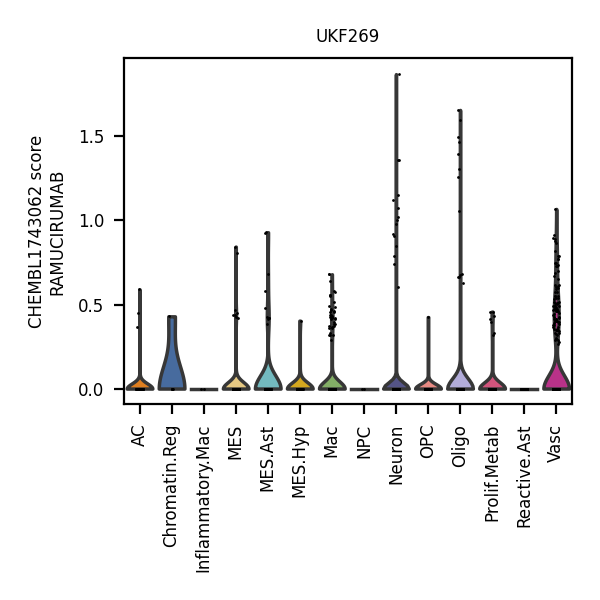 UKF269
CHEMBL1743062 score
RAMUCIRUMAB
1.5
1.0
0.5
0.0
AC
Chromatin.Reg
Inflammatory.Mac
MES
MES.Ast
MES.Hyp
Mac
NPC
Neuron
OPC
Oligo
Prolif.Metab
Reactive.Ast
Vasc